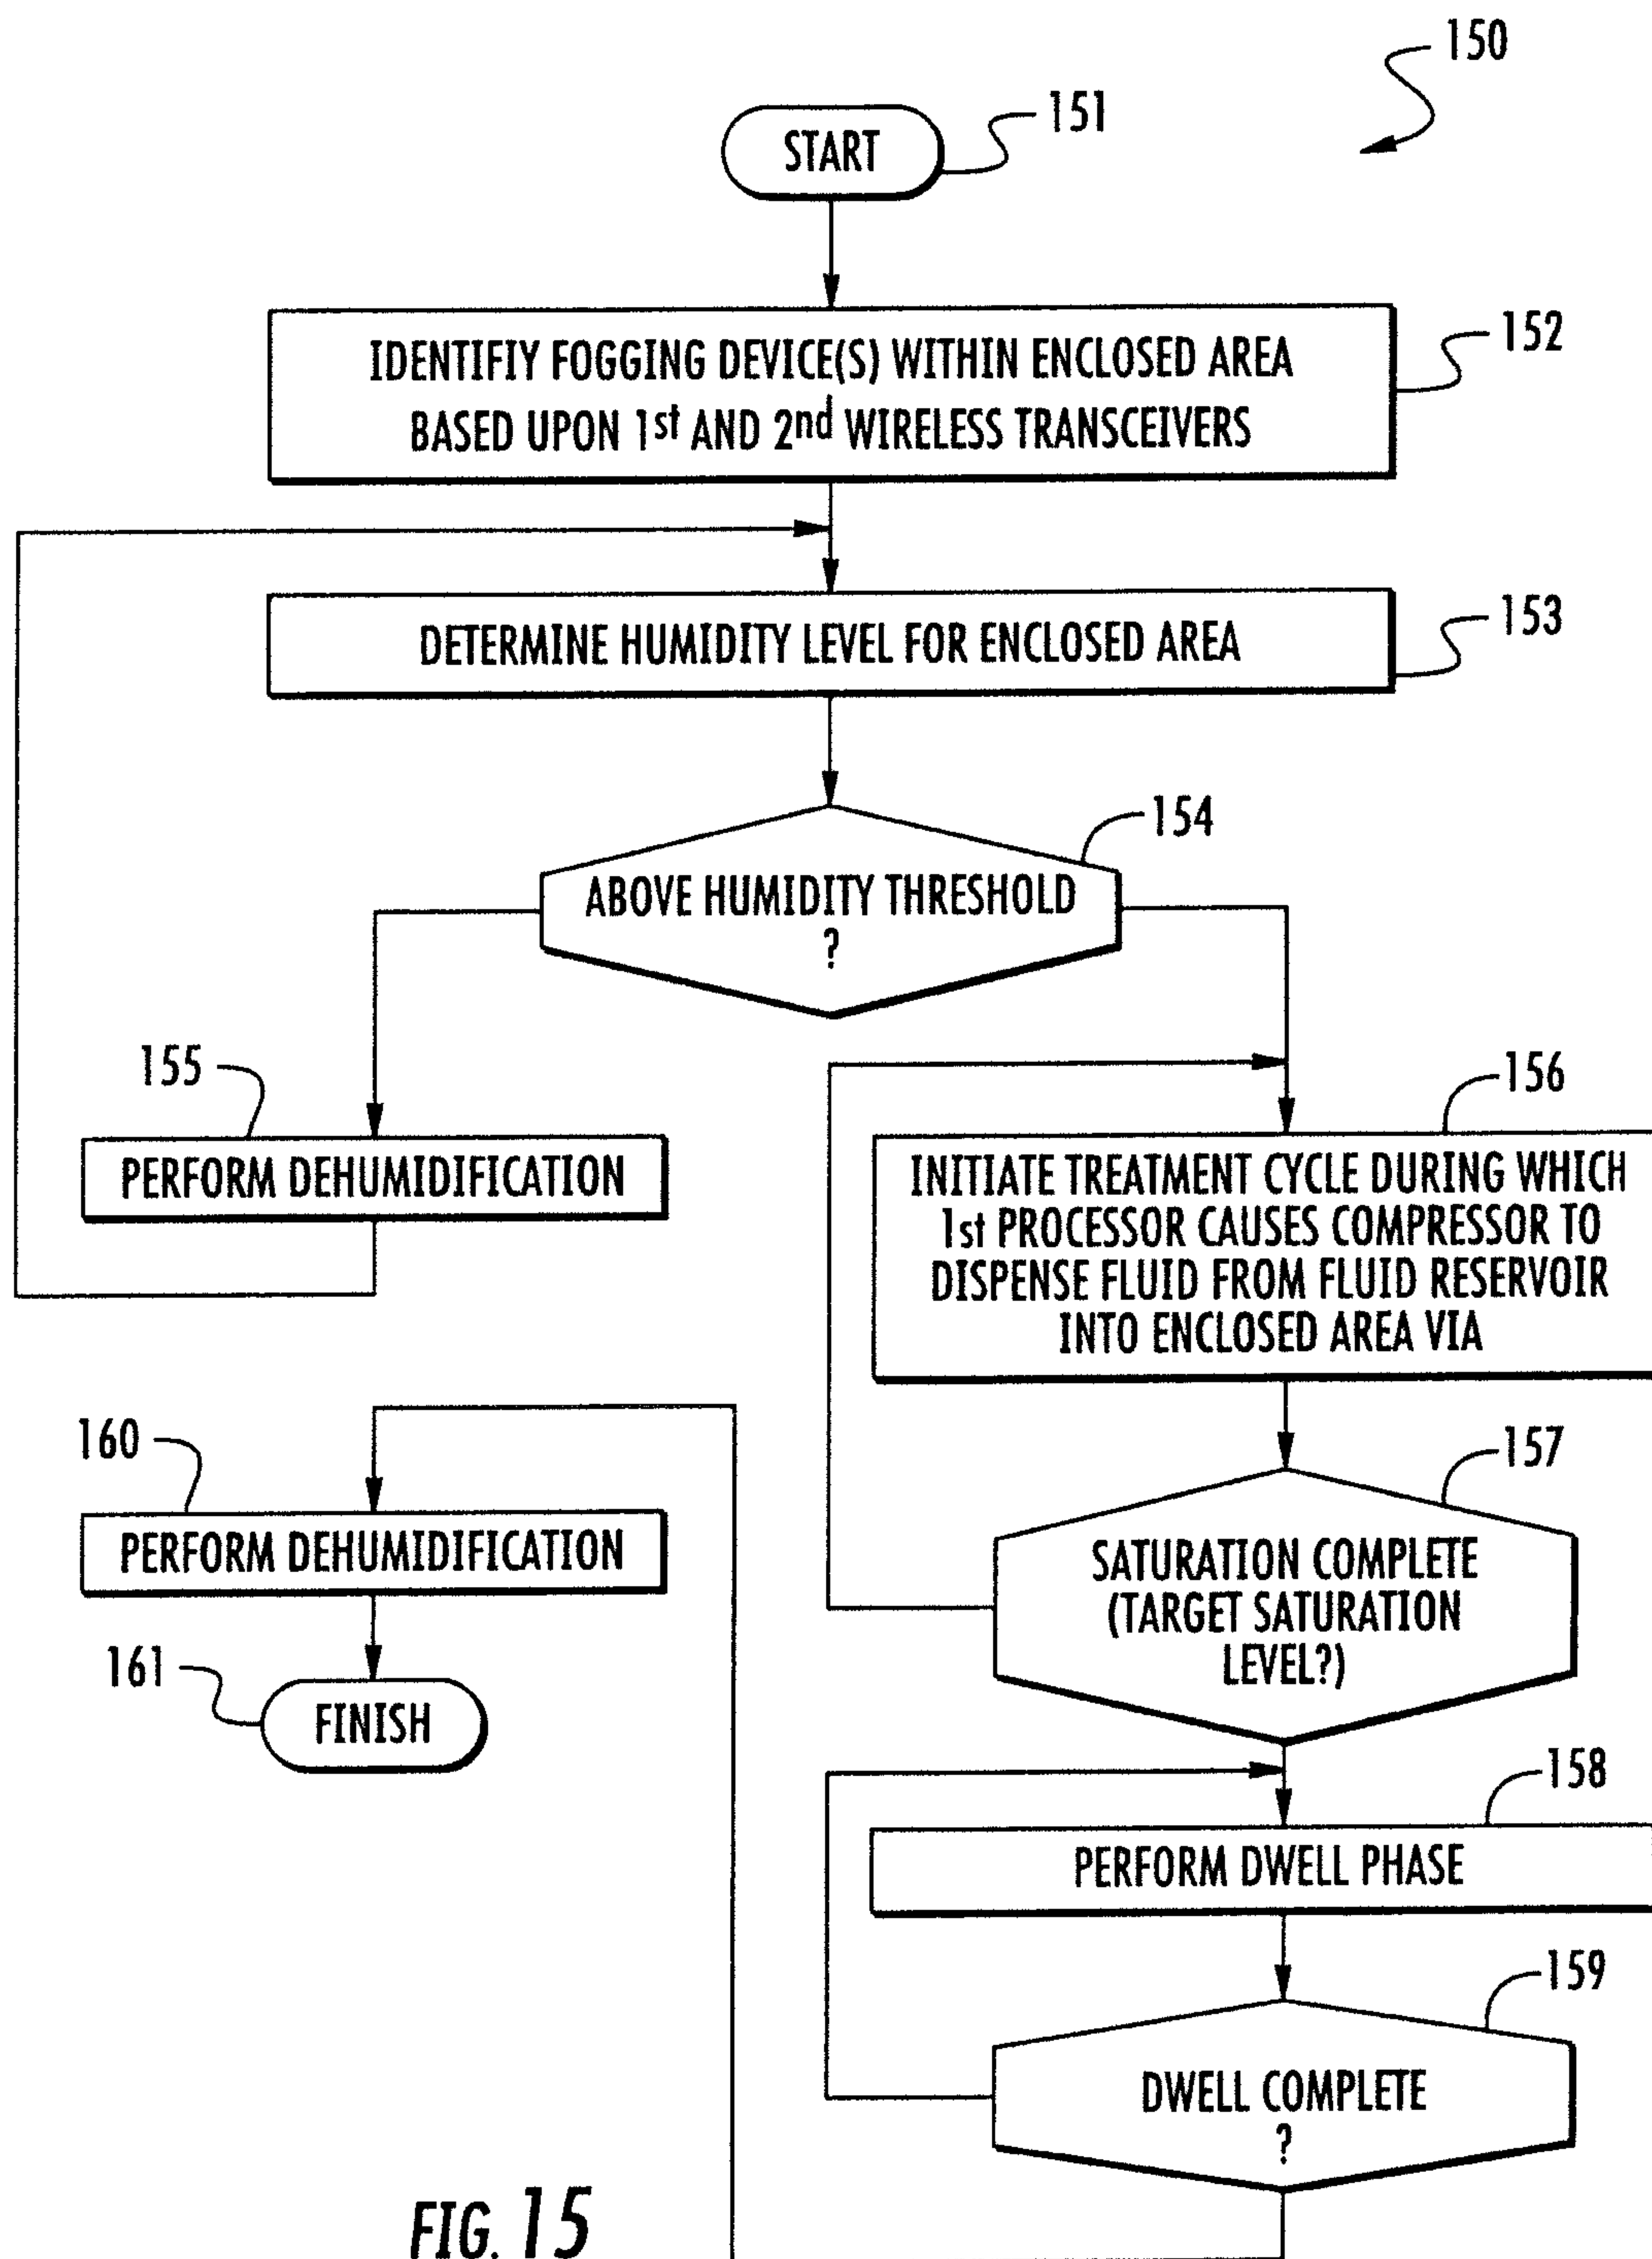 150
START
151
IDENTIFIY FOGGING DEVICE(S) WITHIN ENCLOSED AREA
BASED UPON 1st AND 2nd WIRELESS TRANSCEIVERS
152
DETERMINE HUMIDITY LEVEL FOR ENCLOSED AREA
153
ABOVE HUMIDITY THRESHOLD
?
154
155
PERFORM DEHUMIDIFICATION
156
INITIATE TREATMENT CYCLE DURING WHICH
1st PROCESSOR CAUSES COMPRESSOR TO
DISPENSE FLUID FROM FLUID RESERVOIR
INTO ENCLOSED AREA VIA
157
SATURATION COMPLETE
(TARGET SATURATION
LEVEL?)
158
PERFORM DWELL PHASE
159
DWELL COMPLETE
?
160
PERFORM DEHUMIDIFICATION
161
FINISH
FIG. 15